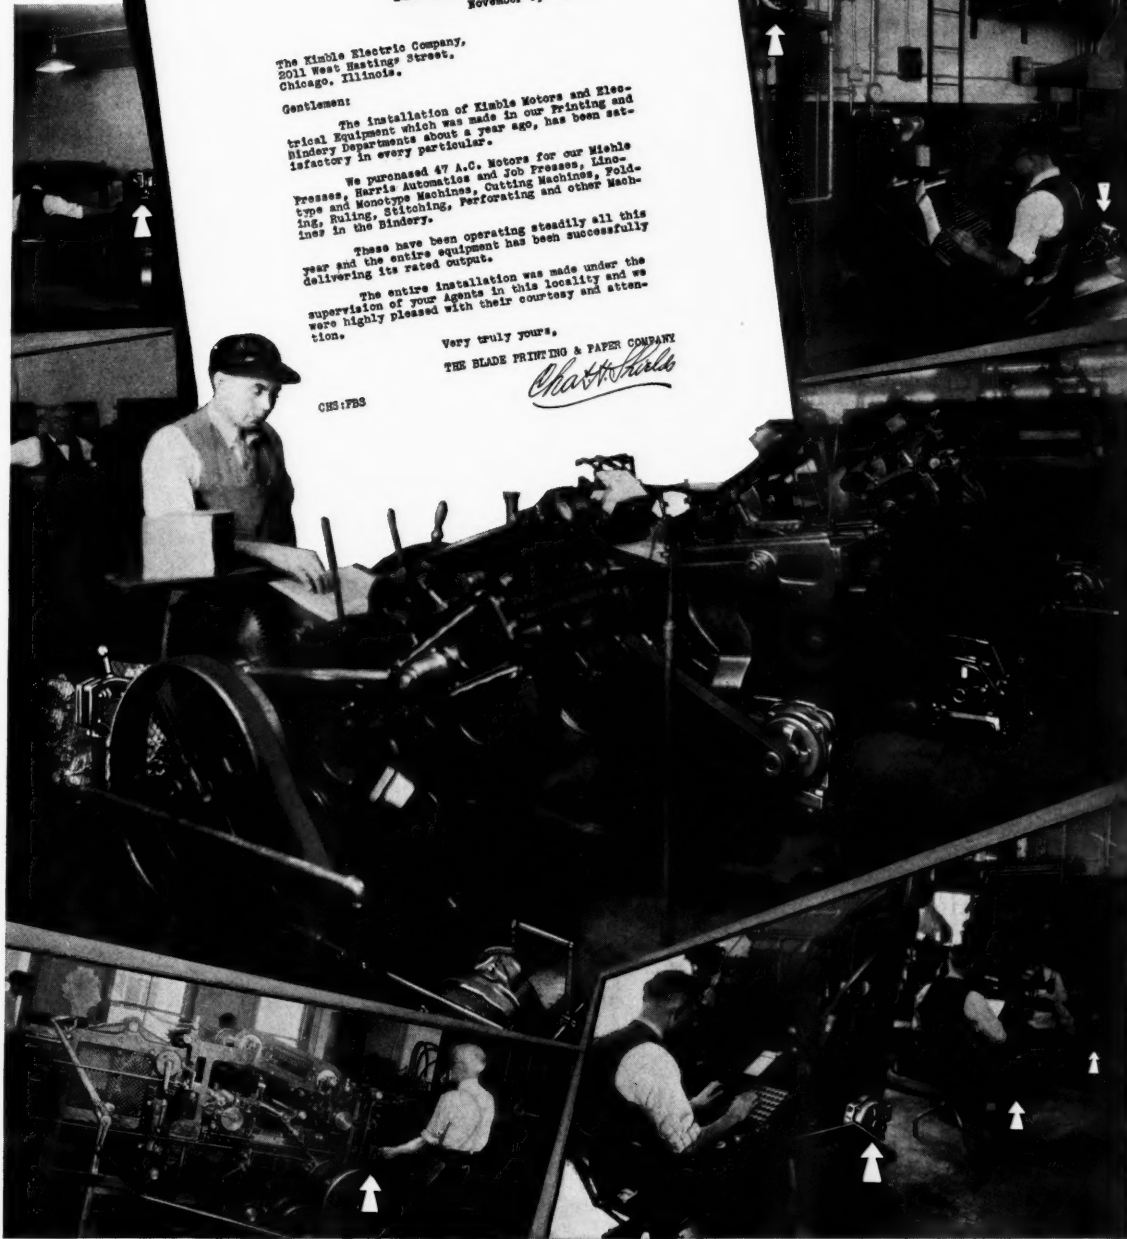 November
The Kimble Electric Company,
2011 West Hastings Street,
Chicago, Illinois.
Gentlemen:
The installation of Kimble Motors and Elec-
trical Equipment which was made in our Printing and
Bindery Departments about a year ago, has been sat-
isfactory in every particular.
We purchased 47 A.C. Motors for our Miehle
Presses, Harris Automatics and Job Presses, Lino-
type and Monotype Machines, Cutting Machines, Fold-
ing, Ruling, Stitching, Perforating and other Mach-
ines in the Bindery.
These have been operating steadily all this
year and the entire equipment has been successfully
delivering its rated output.
The entire installation was made under the
supervision of your Agents in this locality and we
were highly pleased with their courtesy and atten-
tion.
Very truly yours,
THE BLADE PRINTING & PAPER COMPANY
Chas. H. Shields
CHS:FBS